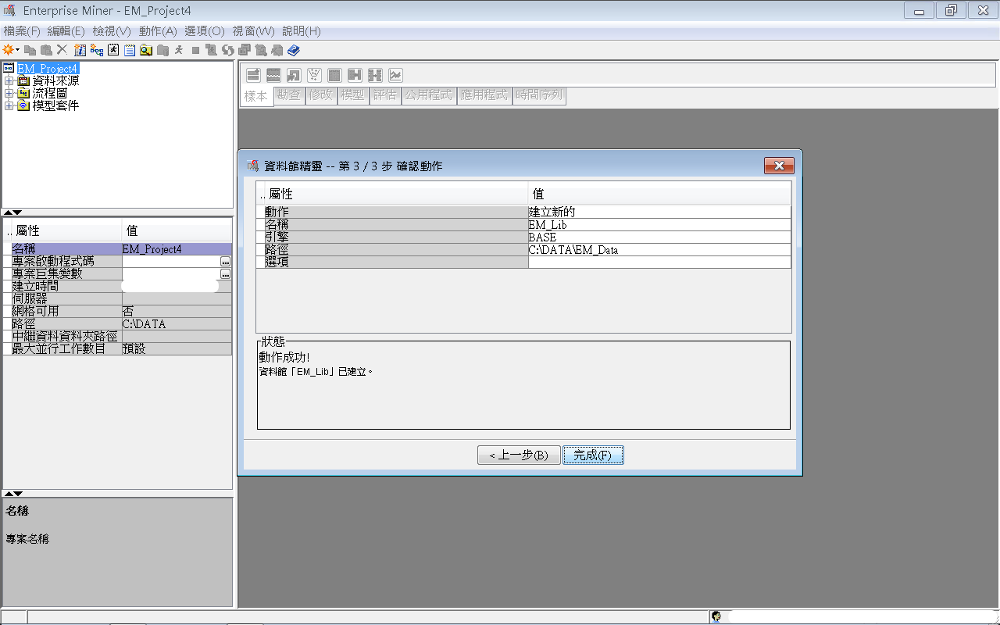 Enterprise Miner - EM_Project4
檔案(F) 編輯(E) 檢視(V) 動作(A) 選項(O) 視窗(W) 說明(H)
EM_Project4
資料來源
流程圖
模型套件
樣本 勘查 修改 模型 評估 公用程式 應用程式 時間序列
.. 屬性 值
名稱 EM_Project4
專案啟動程式碼 ...
專案巨集變數 ...
建立時間
伺服器
網格可用 否
路徑 C:\DATA
中繼資料資料夾路徑
最大並行工作數目 預設
名稱
專案名稱
資料館精靈 -- 第 3 / 3 步 確認動作
.. 屬性 值
動作 建立新的
名稱 EM_Lib
引擎 BASE
路徑 C:\DATA\EM_Data
選項
狀態
動作成功!
資料館「EM_Lib」已建立。
< 上一步(B) 完成(F)